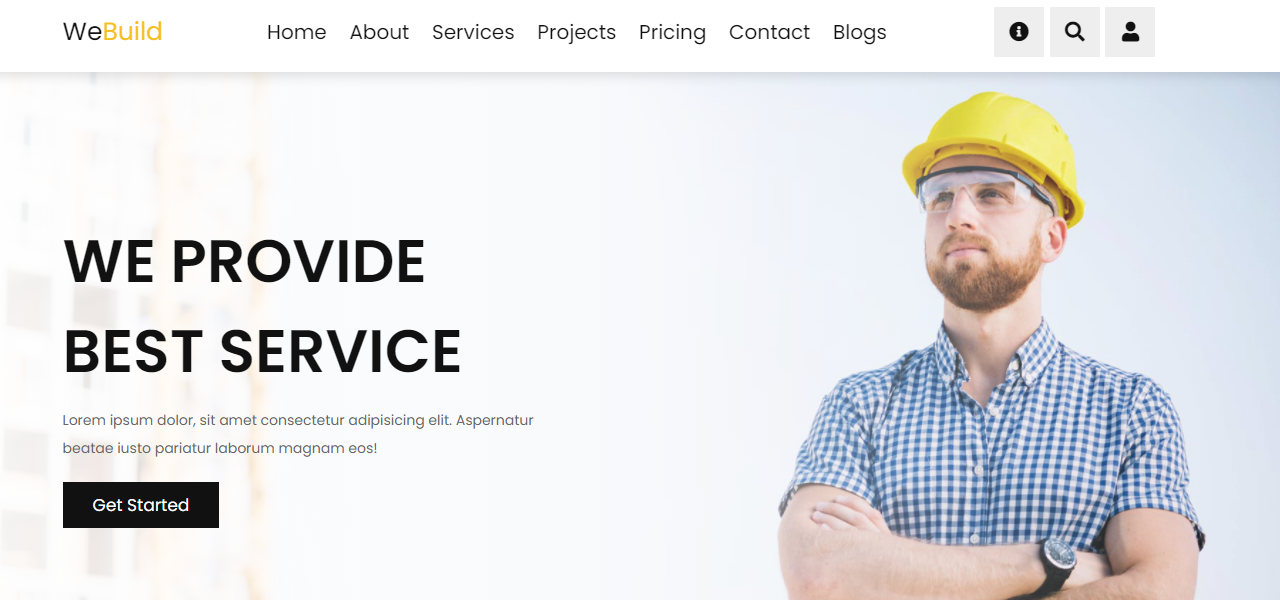 WeBuild Home About Services Projects Pricing Contact Blogs
WE PROVIDE
BEST SERVICE
Lorem ipsum dolor, sit amet consectetur adipisicing elit. Aspernatur
beatae iusto pariatur laborum magnam eos!
Get Started